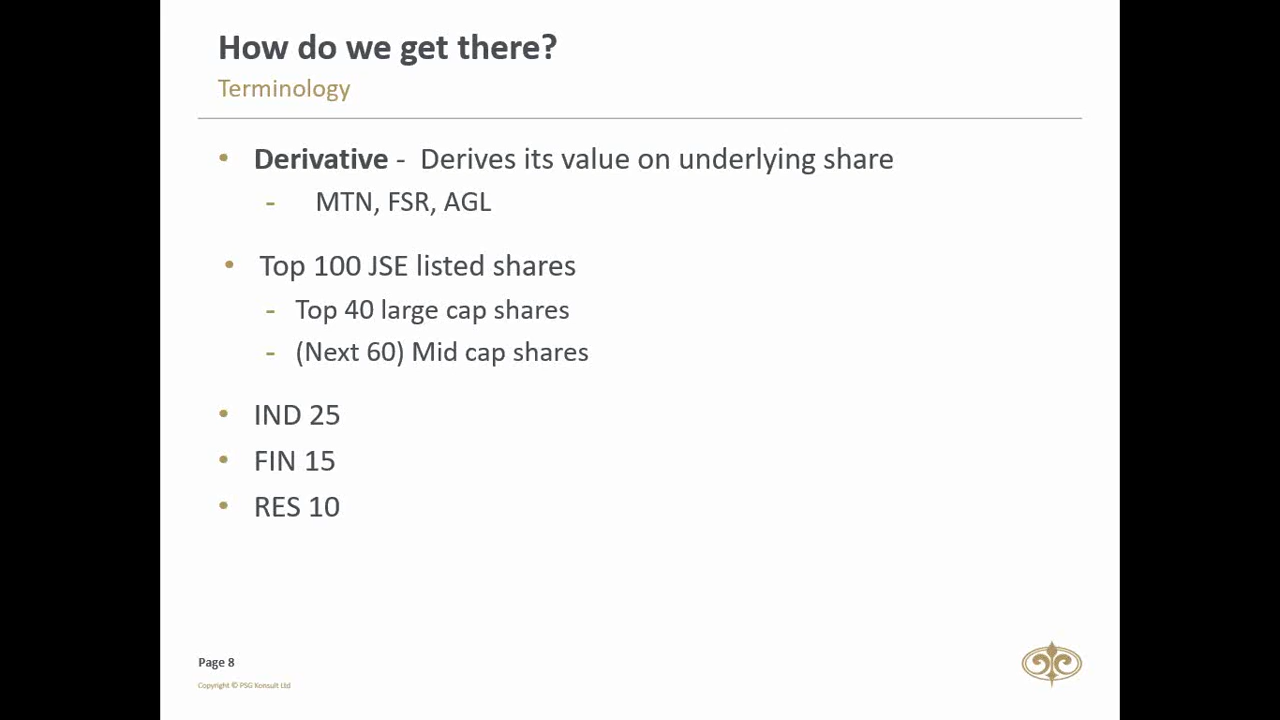 How do we get there?
Terminology
• Derivative - Derives its value on underlying share
- MTN, FSR, AGL
• Top 100 JSE listed shares
- Top 40 large cap shares
- (Next 60) Mid cap shares
• IND 25
• FIN 15
• RES 10
Page 8
Copyright © PSG Konsult Ltd